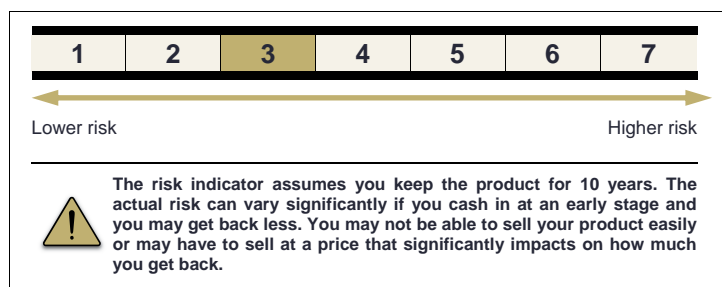 1 2 3 4 5 6 7
Lower risk Higher risk
The risk indicator assumes you keep the product for 10 years. The
actual risk can vary significantly if you cash in at an early stage and
you may get back less. You may not be able to sell your product easily
or may have to sell at a price that significantly impacts on how much
you get back.